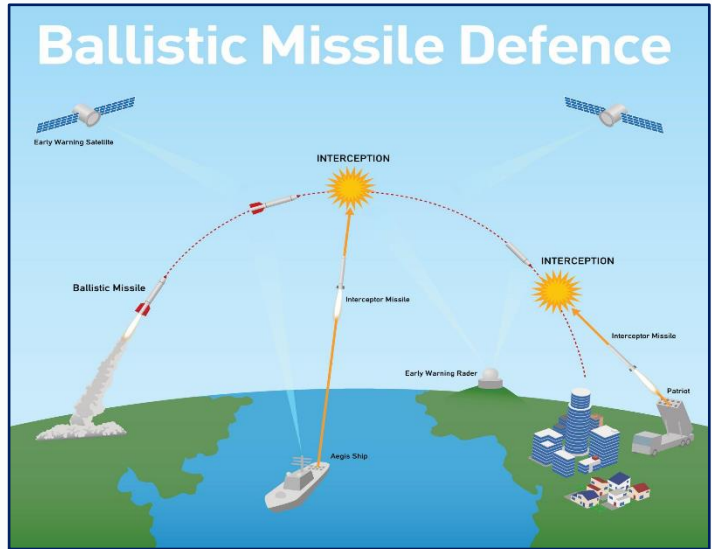 Ballistic Missile Defence
Early Warning Satellite
INTERCEPTION
Ballistic Missile
INTERCEPTION
Interceptor Missile
Interceptor Missile
Early Warning Rader
Patriot
Aegis Ship